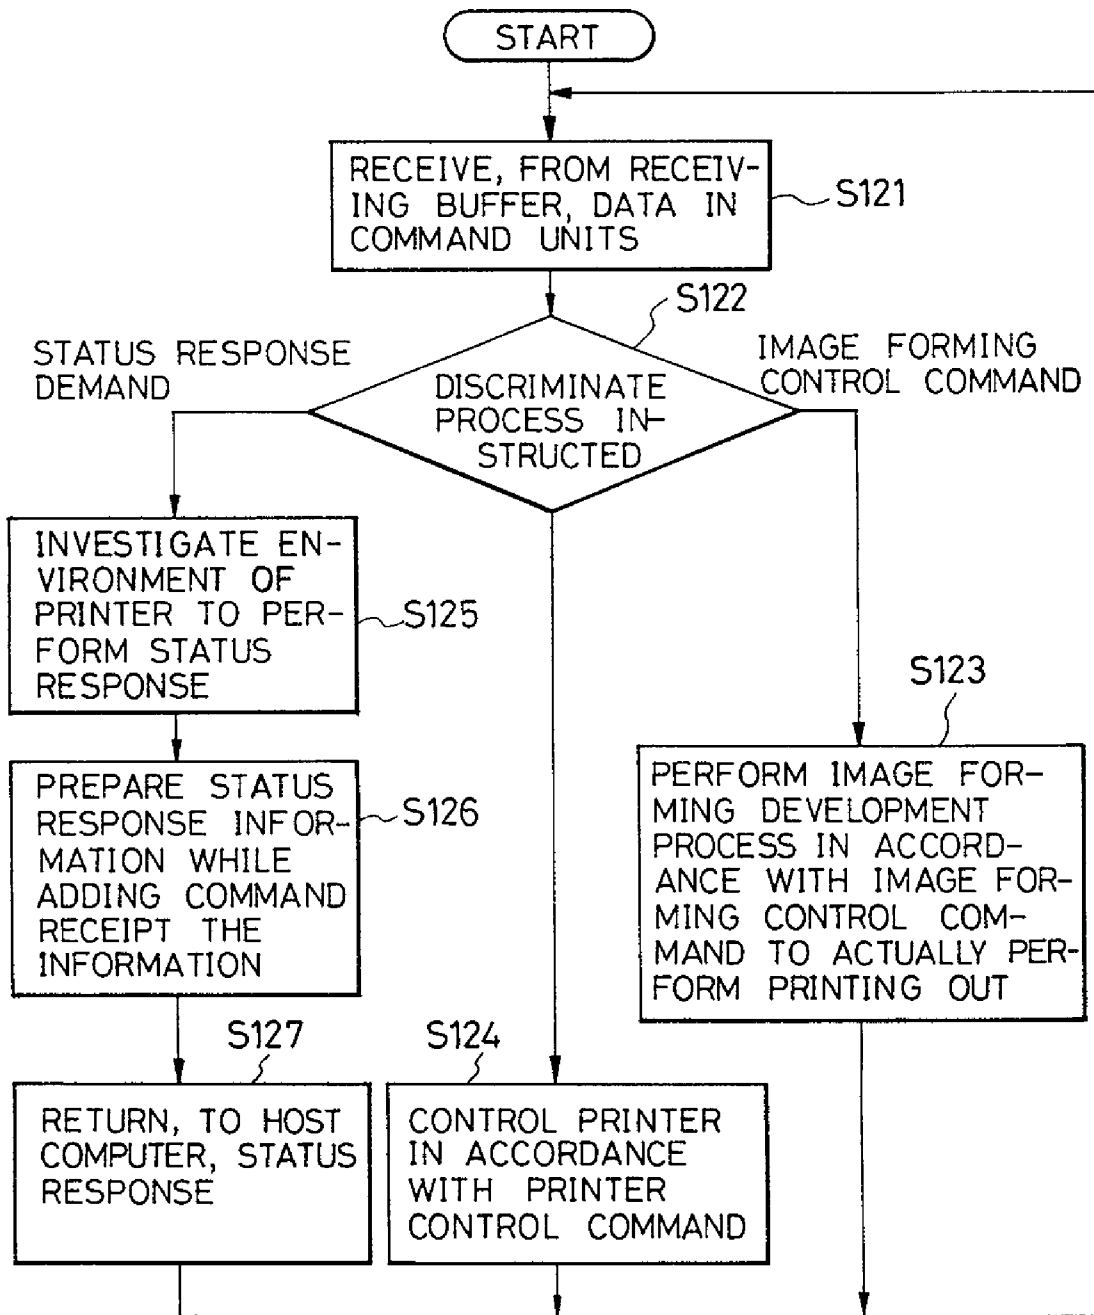 START
RECEIVE, FROM RECEIV-
ING BUFFER, DATA IN
COMMAND UNITS
S121
S122
STATUS RESPONSE
DEMAND
IMAGE FORMING
CONTROL COMMAND
DISCRIMINATE
PROCESS IN-
STRUCTED
INVESTIGATE EN-
VIRONMENT OF
PRINTER TO PER-
FORM STATUS
RESPONSE
S125
PREPARE STATUS
RESPONSE INFOR-
MATION WHILE
ADDING COMMAND
RECEIPT THE
INFORMATION
S126
S123
PERFORM IMAGE FOR-
MING DEVELOPMENT
PROCESS IN ACCORD-
ANCE WITH IMAGE FOR-
MING CONTROL COM-
MAND TO ACTUALLY PER-
FORM PRINTING OUT
S127
RETURN, TO HOST
COMPUTER, STATUS
RESPONSE
S124
CONTROL PRINTER
IN ACCORDANCE
WITH PRINTER
CONTROL COMMAND